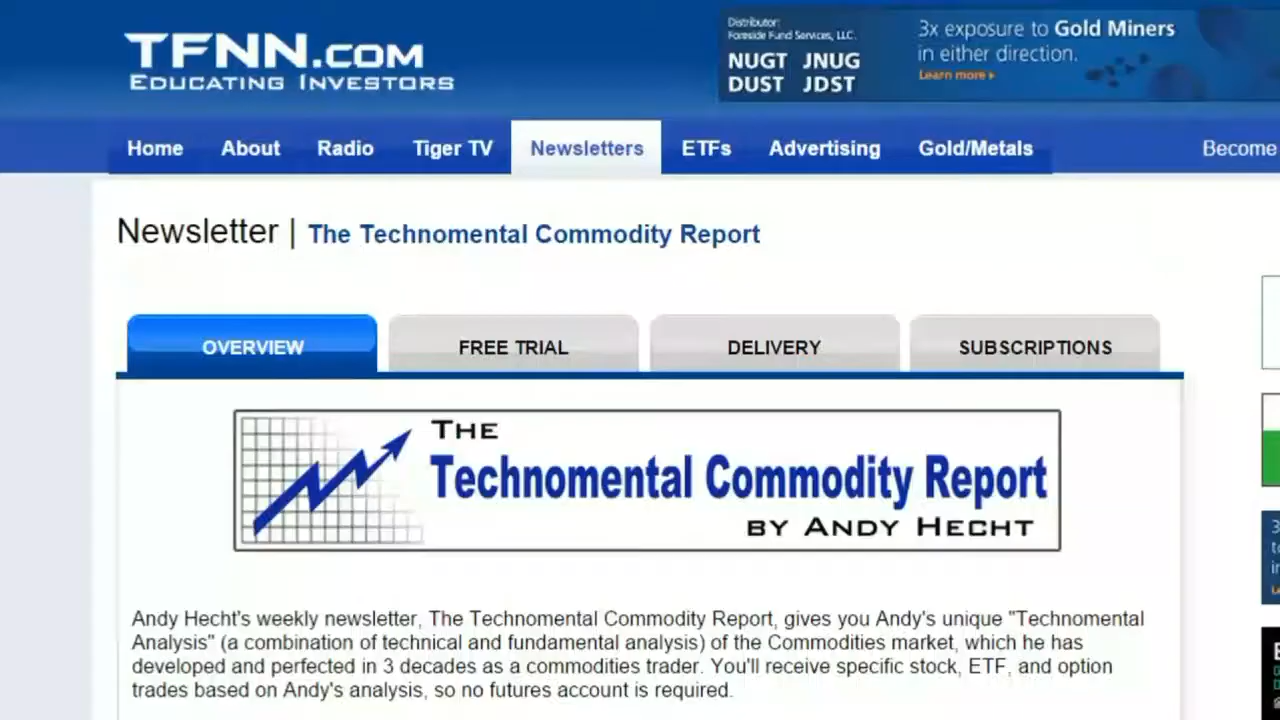 TFNN.COM
EDUCATING INVESTORS
Distributor:
Foreside Fund Services, LLC.
NUGT JNUG
DUST JDST
3x exposure to Gold Miners
in either direction.
Learn more
Home About Radio Tiger TV Newsletters ETFs Advertising Gold/Metals Become
Newsletter | The Technomental Commodity Report
OVERVIEW FREE TRIAL DELIVERY SUBSCRIPTIONS
THE
Technomental Commodity Report
BY ANDY HECHT
Andy Hecht's weekly newsletter, The Technomental Commodity Report, gives you Andy's unique "Technomental
Analysis" (a combination of technical and fundamental analysis) of the Commodities market, which he has
developed and perfected in 3 decades as a commodities trader. You'll receive specific stock, ETF, and option
trades based on Andy's analysis, so no futures account is required.